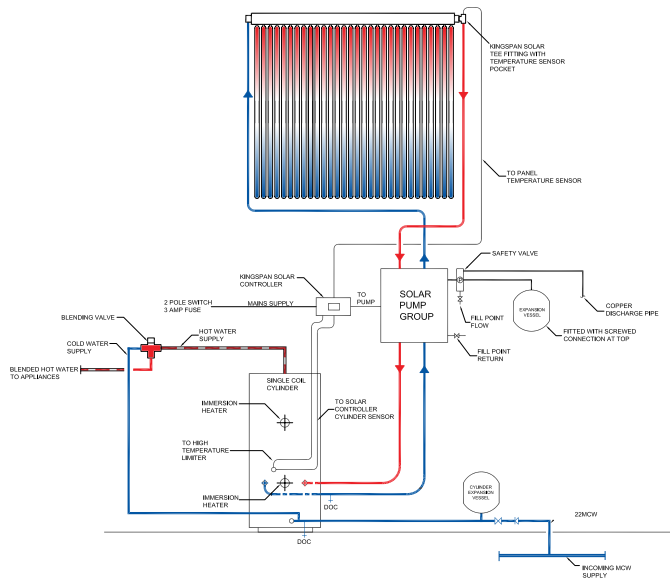 KINGSPAN SOLAR
TEE FITTING WITH
TEMPERATURE SENSOR
POCKET
TO PANEL
TEMPERATURE SENSOR
SAFETY VALVE
KINGSPAN SOLAR
CONTROLLER
TO
PUMP
SOLAR
PUMP
GROUP
2 POLE SWITCH
3 AMP FUSE
MAINS SUPPLY
EXPANSION
VESSEL
COPPER
DISCHARGE PIPE
FILL POINT
FLOW
FITTED WITH SCREWED
CONNECTION AT TOP
BLENDING VALVE
HOT WATER
SUPPLY
COLD WATER
SUPPLY
FILL POINT
RETURN
BLENDED HOT WATER
TO APPLIANCES
SINGLE COIL
CYLINDER
IMMERSION
HEATER
TO SOLAR
CONTROLLER
CYLINDER SENSOR
TO HIGH
TEMPERATURE
LIMITER
IMMERSION
HEATER
DOC
CYLINDER
EXPANSION
VESSEL
22MCW
DOC
INCOMING MCW
SUPPLY